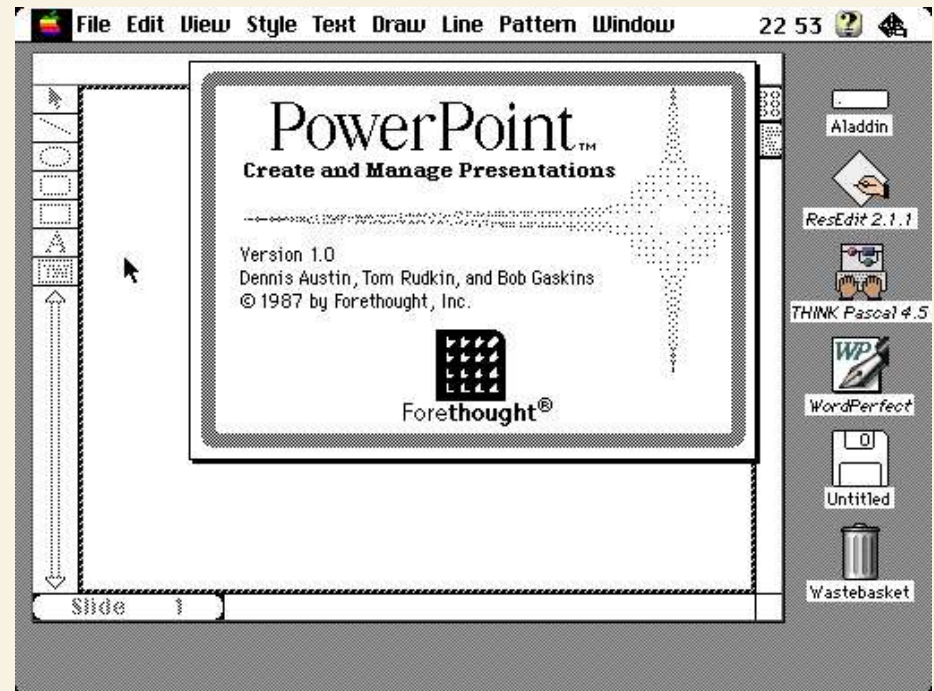 File Edit View Style Text Draw Line Pattern Window 22 53
PowerPoint™
Create and Manage Presentations
Version 1.0
Dennis Austin, Tom Rudkin, and Bob Gaskins
© 1987 by Forethought, Inc.
Forethought®
Aladdin
ResEdit 2.1.1
THINK Pascal 4.5
WP
WordPerfect
Untitled
Wastebasket
A
Slide 1